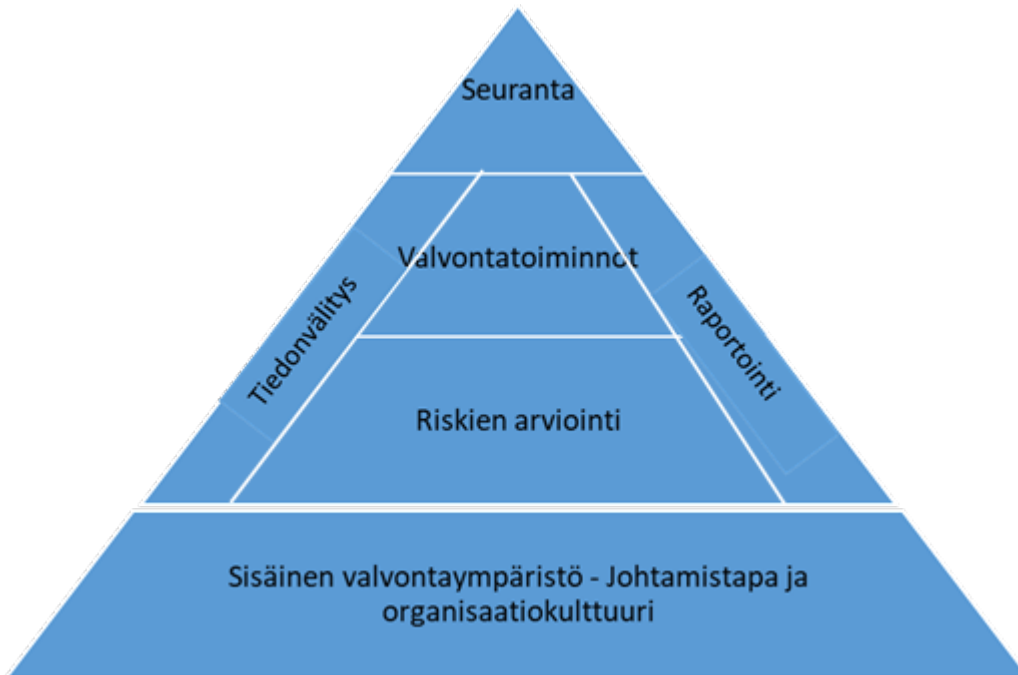 Seuranta
Valvontatoiminnot
Tiedonvälitys
Raportointi
Riskien arviointi
Sisäinen valvontaympäristö - Johtamistapa ja
organisaatiokulttuuri